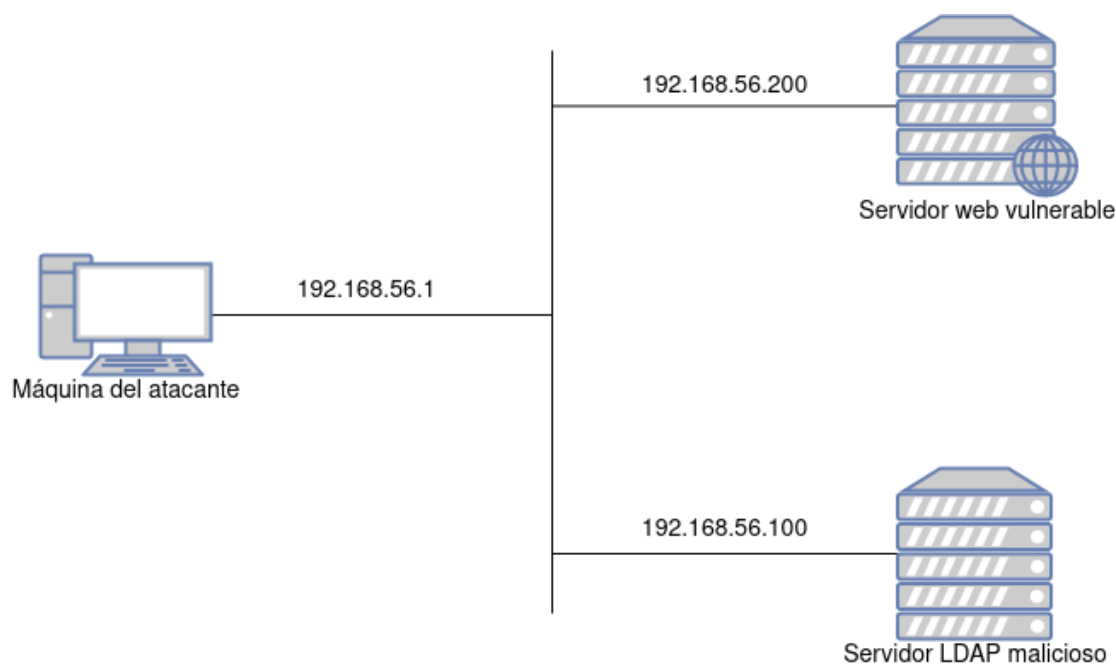 192.168.56.200
Servidor web vulnerable
192.168.56.1
Máquina del atacante
192.168.56.100
Servidor LDAP malicioso